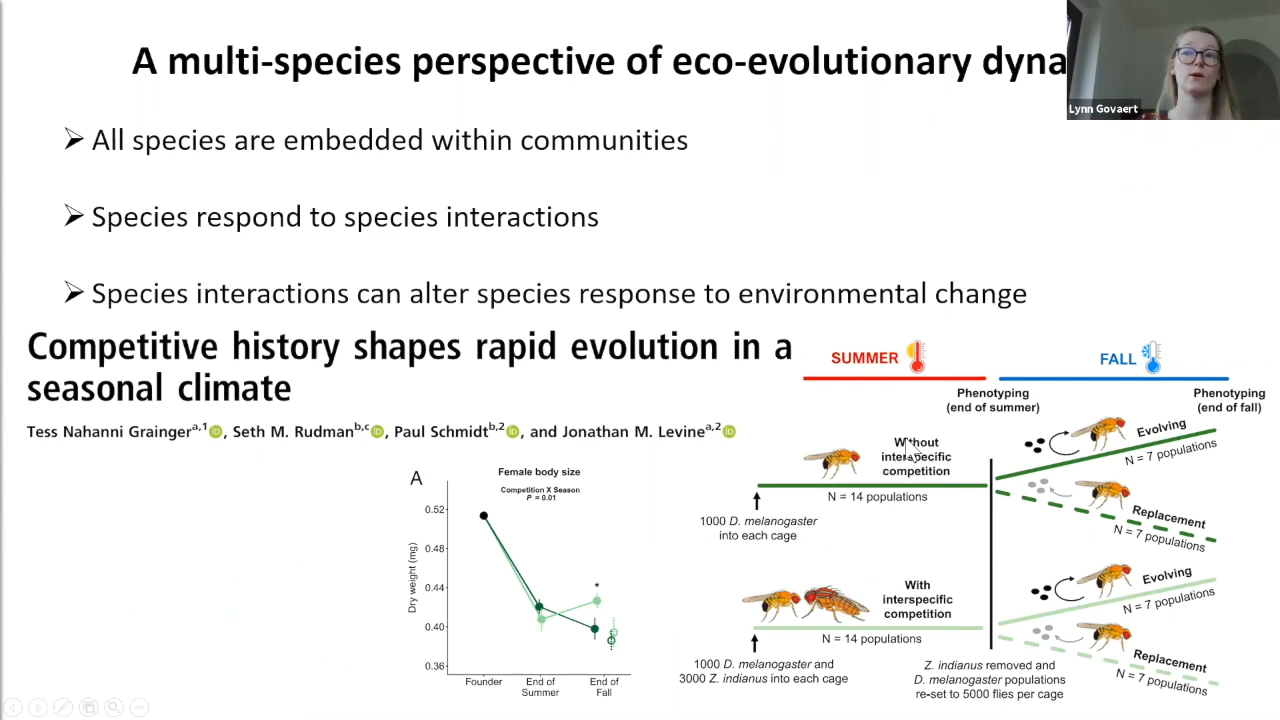 A multi-species perspective of eco-evolutionary dyna
Lynn Govaert
All species are embedded within communities
Species respond to species interactions
Species interactions can alter species response to environmental change
Competitive history shapes rapid evolution in a
seasonal climate
Tess Nahanni Grainger a,1, Seth M. Rudman b,c, Paul Schmidt b,2, and Jonathan M. Levine a,2
A
Female body size
Competition X Season
P = 0.01
Dry weight (mg)
0.52
0.48
0.44
0.40
0.36
*
Founder
End of
Summer
End of
Fall
SUMMER
FALL
Phenotyping
(end of summer)
Phenotyping
(end of fall)
Without
interspecific
competition
N = 14 populations
1000 D. melanogaster
into each cage
Evolving
N = 7 populations
Replacement
N = 7 populations
With
interspecific
competition
N = 14 populations
1000 D. melanogaster and
3000 Z. indianus into each cage
Evolving
N = 7 populations
Replacement
N = 7 populations
Z. indianus removed and
D. melanogaster populations
re-set to 5000 flies per cage